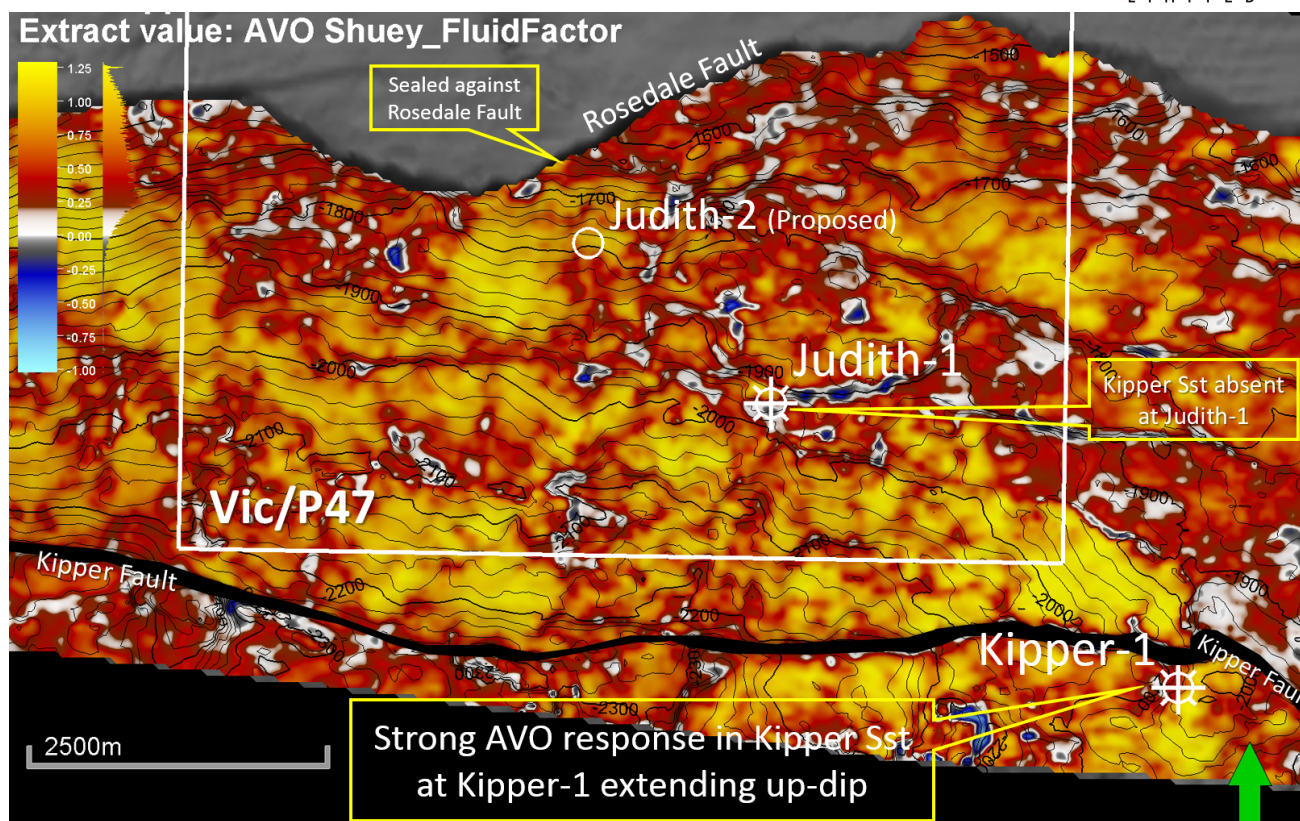 Extract value: AVO Shuey_FluidFactor
1.25
1.00
0.75
0.50
0.25
0.00
-0.25
-0.50
-0.75
-1.00
Sealed against
Rosedale Fault
Rosedale Fault
-1500
-1600
-1600
-1600
-1700
-1700
-1800
Judith-2 (Proposed)
-1900
-2000
-1900
Judith-1
Kipper Sst absent
at Judith-1
-2000
-2100
-2100
-1900
Vic/P47
-2100
Kipper Fault
2200
-2200
-2000
-1900
Kipper-1
Kipper Fault
-2300
2500m
Strong AVO response in Kipper Sst
at Kipper-1 extending up-dip